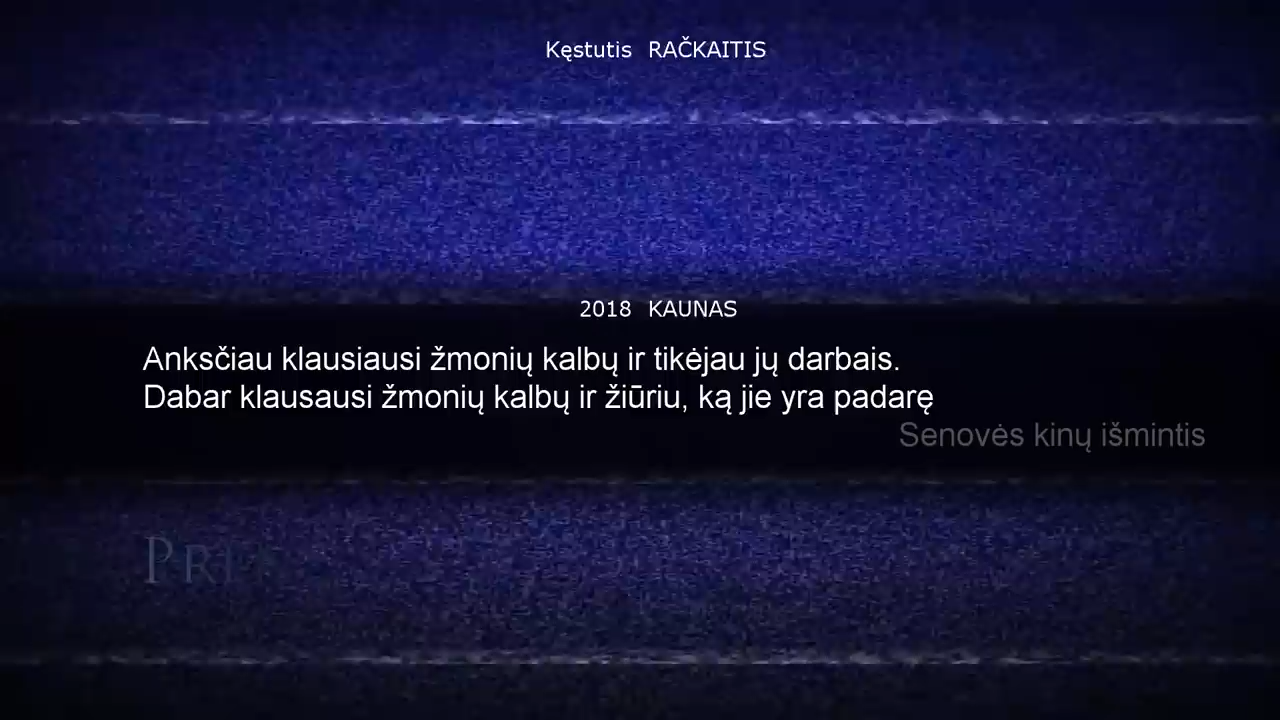 Kęstutis RAČKAITIS
2018 KAUNAS
Anksčiau klausiausi žmonių kalbų ir tikėjau jų darbais.
Dabar klausausi žmonių kalbų ir žiūriu, ką jie yra padarę
Senovės kinų išmintis